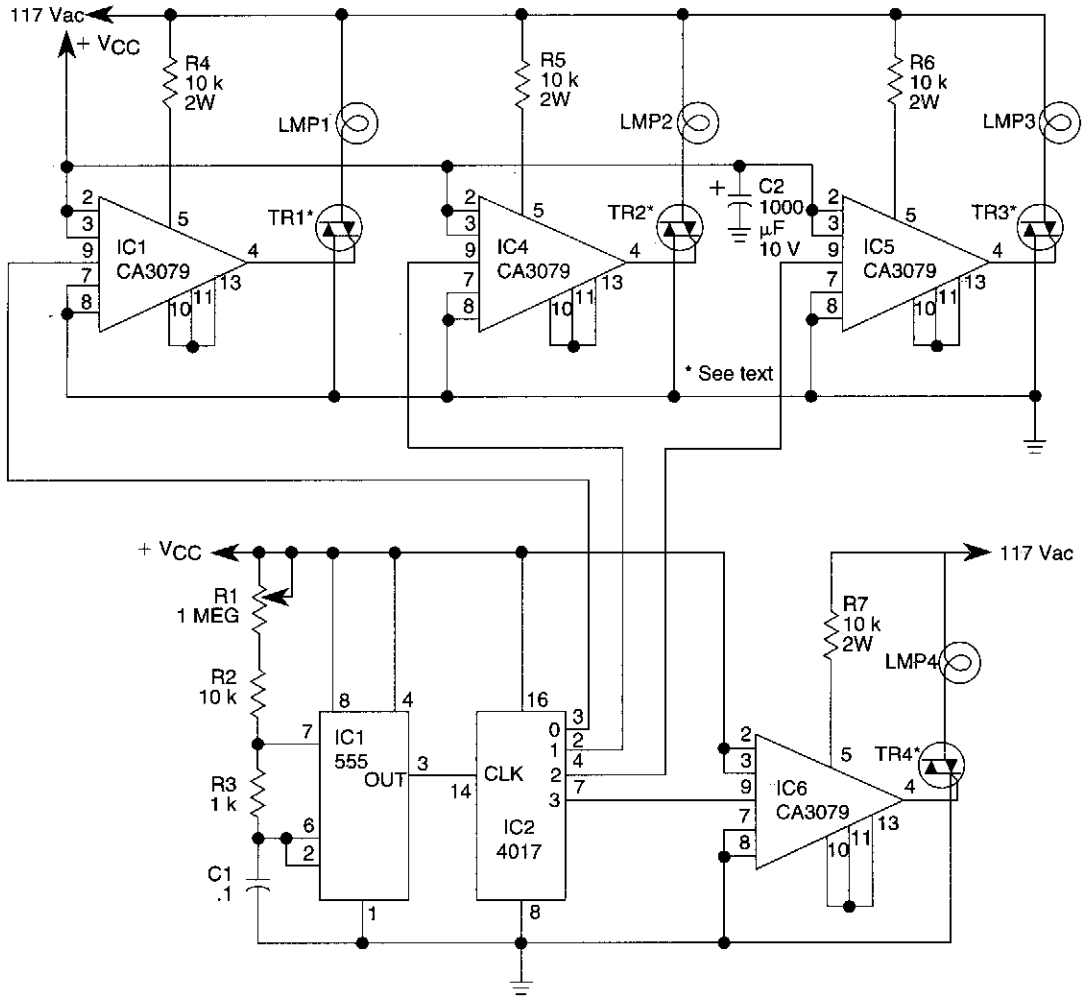 117 Vac
+ VCC
R4
10 k
2W
R5
10 k
2W
R6
10 k
2W
LMP1
LMP2
LMP3
2
3
9
7
8
5
IC1
CA3079
4
10
11
13
TR1*
2
3
9
7
8
5
IC4
CA3079
4
10
11
13
TR2*
+
C2
1000
µF
10 V
2
3
9
7
8
5
IC5
CA3079
4
10
11
13
TR3*
* See text
+ VCC
117 Vac
R1
1 MEG
R2
10 k
R3
1 k
C1
.1
8
4
7
6
2
1
IC1
555
OUT
3
14
16
CLK
IC2
4017
8
0
1
2
3
3
2
4
7
R7
10 k
2W
LMP4
2
3
9
7
8
5
IC6
CA3079
4
10
11
13
TR4*